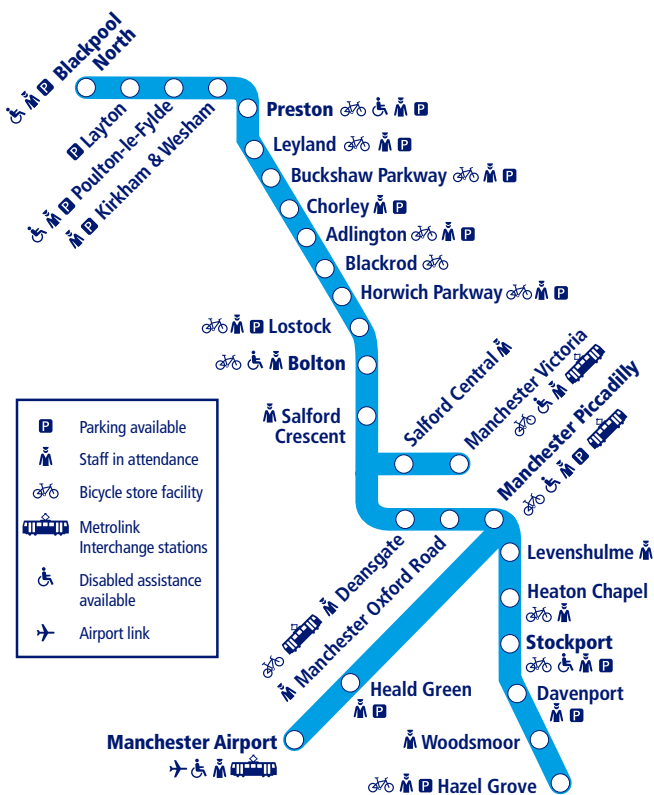 Blackpool
North
P Layton
P Poulton-le-Fylde
P Kirkham & Wesham
Preston P
Leyland P
Buckshaw Parkway P
Chorley P
Adlington P
Blackrod
Horwich Parkway P
P Lostock
Bolton
Salford
Crescent
Salford Central
Manchester Victoria
Manchester Piccadilly
P
Deansgate
Manchester Oxford Road
Levenshulme
Heaton Chapel
Stockport
P
Davenport
P
Woodsmoor
P Hazel Grove
Heald Green
P
Manchester Airport
P Parking available
Staff in attendance
Bicycle store facility
Metrolink
Interchange stations
Disabled assistance
available
Airport link